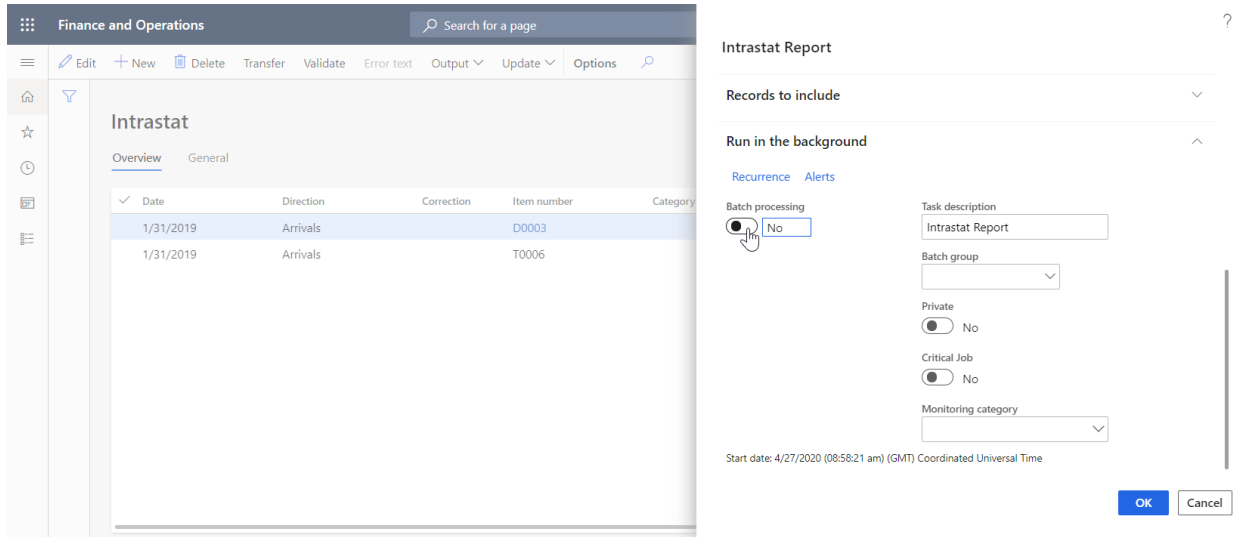 Finance and Operations
Search for a page
Edit New Delete Transfer Validate Error text Output Update Options
Intrastat
Overview General
Date Direction Correction Item number Category
1/31/2019 Arrivals D0003
1/31/2019 Arrivals T0006
?
Intrastat Report
Records to include
Run in the background
Recurrence Alerts
Batch processing
No
Task description
Intrastat Report
Batch group
Private
No
Critical Job
No
Monitoring category
Start date: 4/27/2020 (08:58:21 am) (GMT) Coordinated Universal Time
OK Cancel